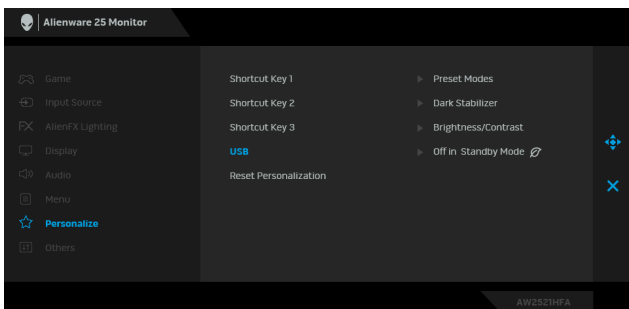 Alienware 25 Monitor
Game
Input Source
AlienFX Lighting
Display
Audio
Menu
Personalize
Others
Shortcut Key 1 Preset Modes
Shortcut Key 2 Dark Stabilizer
Shortcut Key 3 Brightness/Contrast
USB Off in Standby Mode
Reset Personalization
AW2521HFA